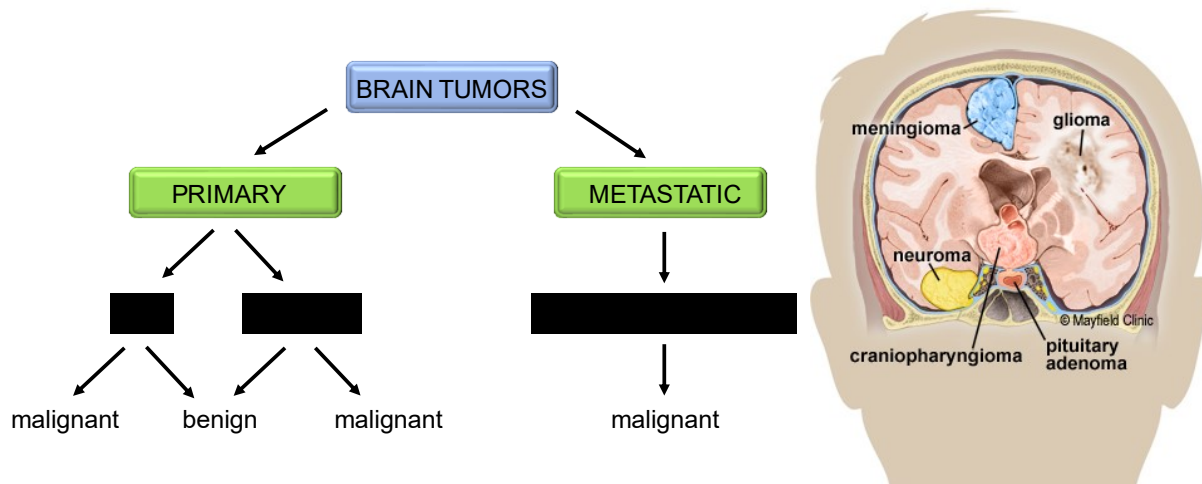 BRAIN TUMORS
PRIMARY
METASTATIC
malignant
benign
malignant
malignant
meningioma
glioma
neuroma
© Mayfield Clinic
craniopharyngioma
pituitary
adenoma